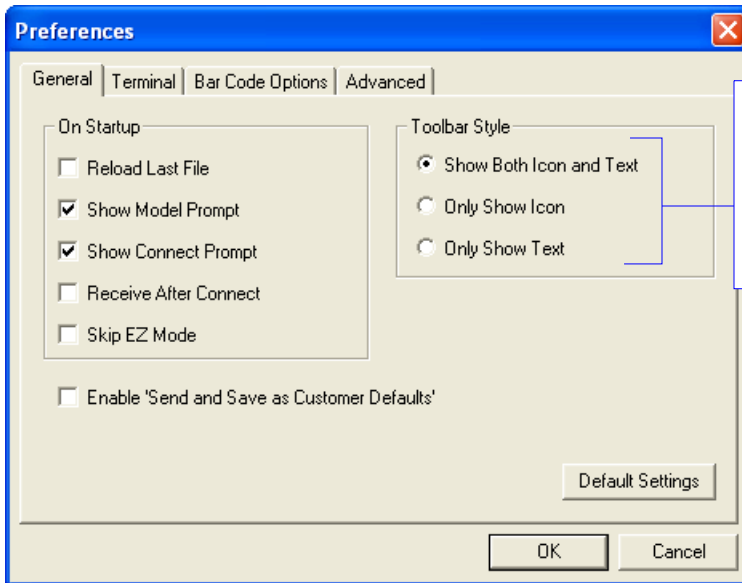 Preferences
General Terminal Bar Code Options Advanced
On Startup
Reload Last File
Show Model Prompt
Show Connect Prompt
Receive After Connect
Skip EZ Mode
Toolbar Style
Show Both Icon and Text
Only Show Icon
Only Show Text
Enable 'Send and Save as Customer Defaults'
Default Settings
OK Cancel